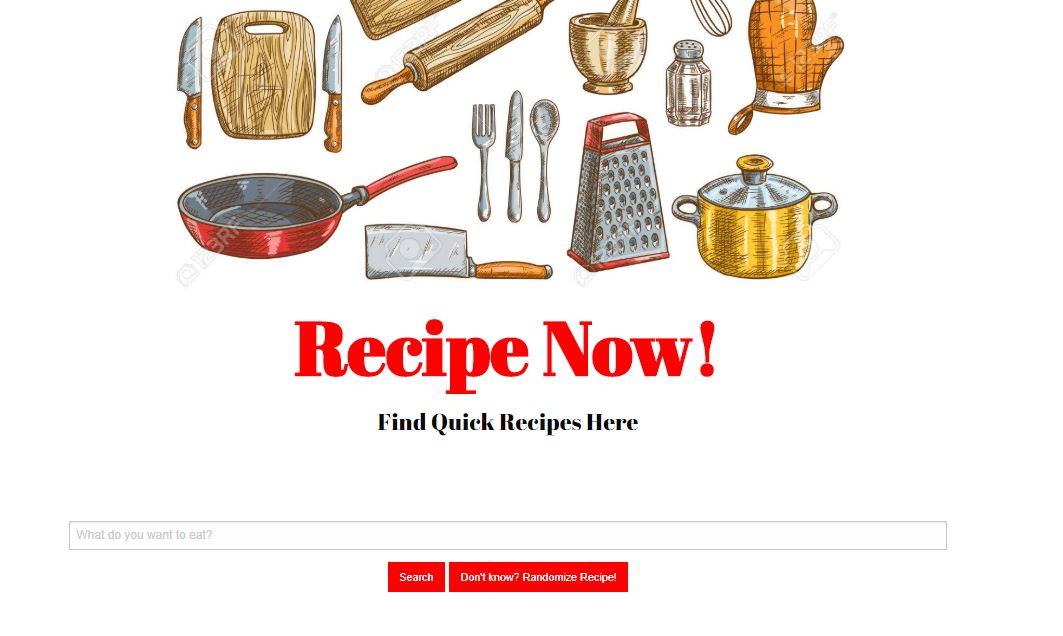 Recipe Now!
Find Quick Recipes Here
What do you want to eat?
Search
Don't know? Randomize Recipe!